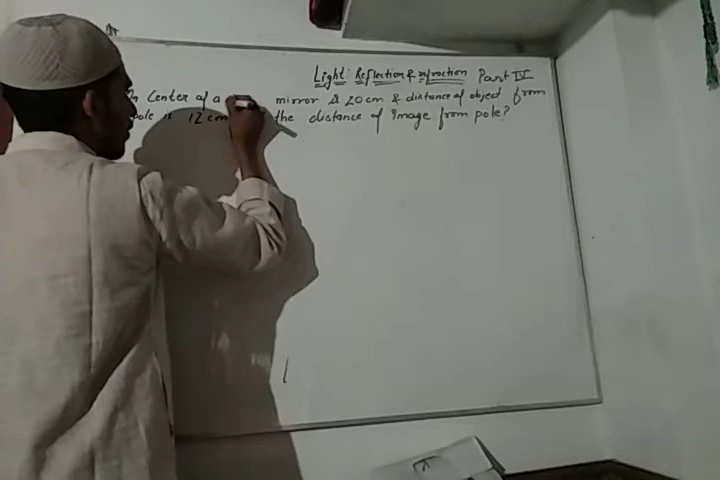 Light: Reflection & refraction Part IV
Center of a mirror is 20 cm & distance of object from
pole is 12 cm the distance of image from pole?